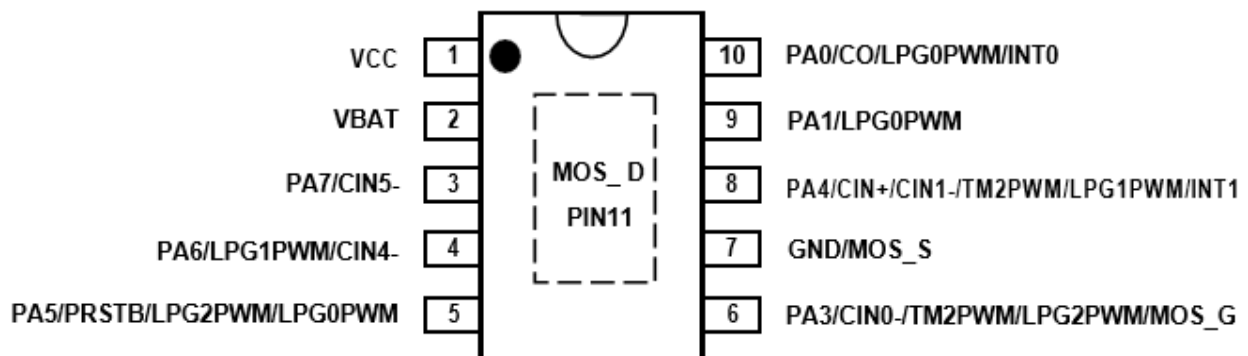 VCC 1 10 PA0/CO/LPG0PWM/INT0
VBAT 2 9 PA1/LPG0PWM
PA7/CIN5- 3 MOS_D 8 PA4/CIN+/CIN1-/TM2PWM/LPG1PWM/INT1
PIN11
PA6/LPG1PWM/CIN4- 4 7 GND/MOS_S
PA5/PRSTB/LPG2PWM/LPG0PWM 5 6 PA3/CIN0-/TM2PWM/LPG2PWM/MOS_G